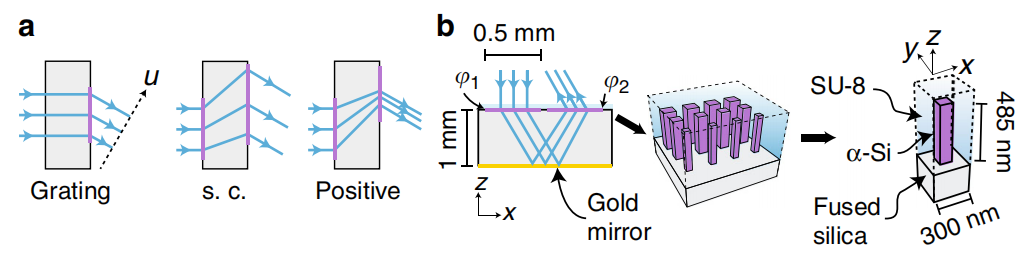 a
u
Grating
s. c.
Positive
b
0.5 mm
φ1
φ2
1 mm
z
x
Gold
mirror
y
z
x
SU-8
α-Si
Fused
silica
485 nm
300 nm